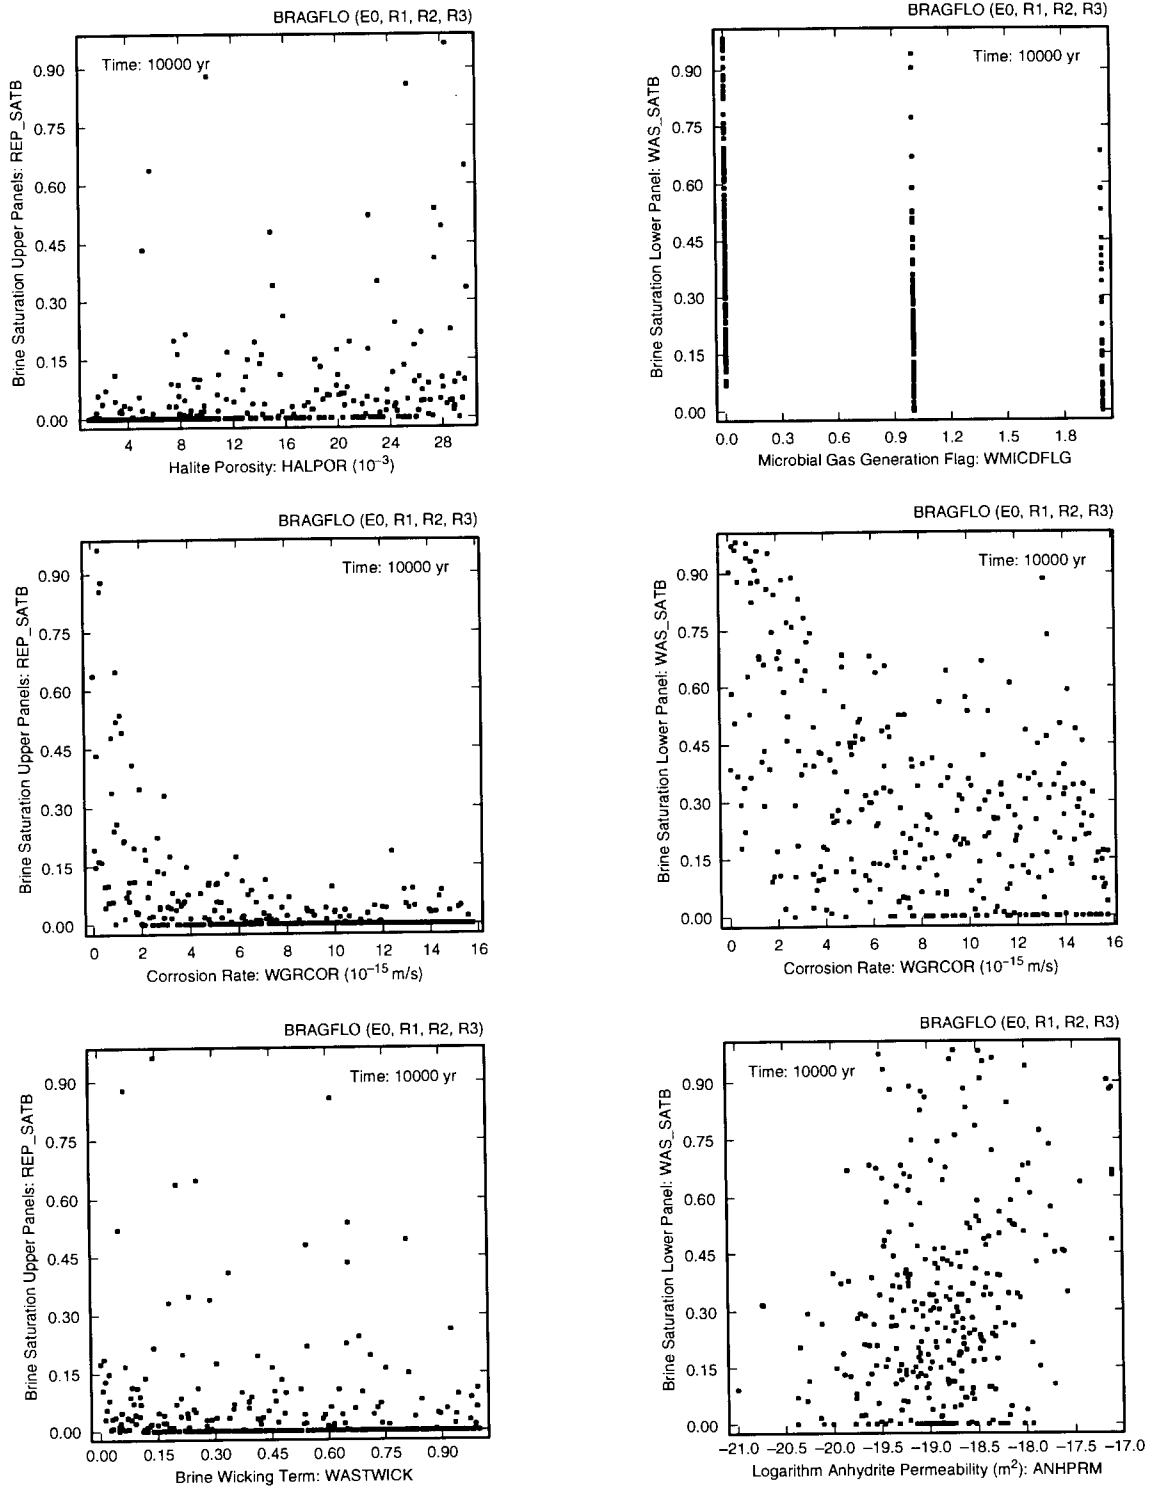 BRAGFLO (E0, R1, R2, R3)
Time: 10000 yr
Brine Saturation Upper Panels: REP_SATB
0.90
0.75
0.60
0.45
0.30
0.15
0.00
4 8 12 16 20 24 28
Halite Porosity: HALPOR (10⁻³)
BRAGFLO (E0, R1, R2, R3)
Time: 10000 yr
Brine Saturation Lower Panel: WAS_SATB
0.90
0.75
0.60
0.45
0.30
0.15
0.00
0.0 0.3 0.6 0.9 1.2 1.5 1.8
Microbial Gas Generation Flag: WMICDFLG
BRAGFLO (E0, R1, R2, R3)
Time: 10000 yr
Brine Saturation Upper Panels: REP_SATB
0.90
0.75
0.60
0.45
0.30
0.15
0.00
0 2 4 6 8 10 12 14 16
Corrosion Rate: WGRCOR (10⁻¹⁵ m/s)
BRAGFLO (E0, R1, R2, R3)
Time: 10000 yr
Brine Saturation Lower Panel: WAS_SATB
0.90
0.75
0.60
0.45
0.30
0.15
0.00
0 2 4 6 8 10 12 14 16
Corrosion Rate: WGRCOR (10⁻¹⁵ m/s)
BRAGFLO (E0, R1, R2, R3)
Time: 10000 yr
Brine Saturation Upper Panels: REP_SATB
0.90
0.75
0.60
0.45
0.30
0.15
0.00
0.00 0.15 0.30 0.45 0.60 0.75 0.90
Brine Wicking Term: WASTWICK
BRAGFLO (E0, R1, R2, R3)
Time: 10000 yr
Brine Saturation Lower Panel: WAS_SATB
0.90
0.75
0.60
0.45
0.30
0.15
0.00
−21.0 −20.5 −20.0 −19.5 −19.0 −18.5 −18.0 −17.5 −17.0
Logarithm Anhydrite Permeability (m²): ANHPRM